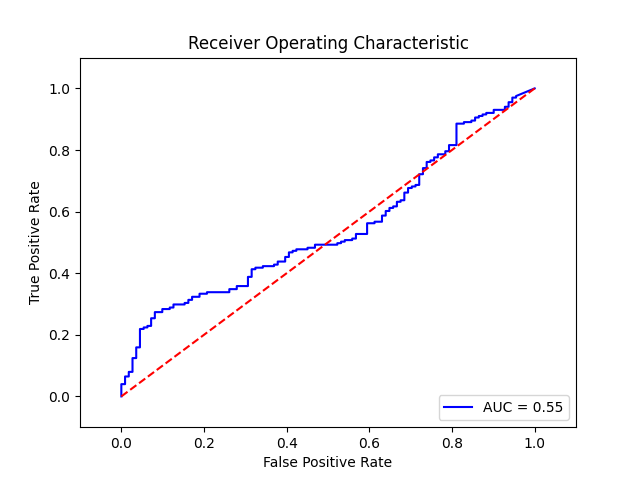 Receiver Operating Characteristic
True Positive Rate
1.0
0.8
0.6
0.4
0.2
0.0
AUC = 0.55
0.0 0.2 0.4 0.6 0.8 1.0
False Positive Rate